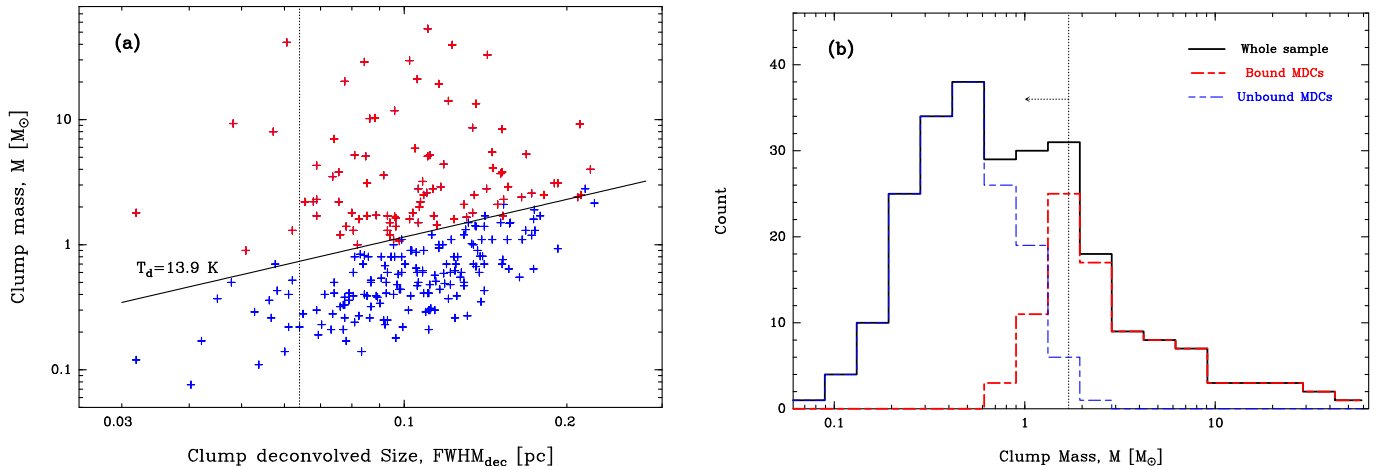 (a)
Clump mass, M [M⊙]
10
1
0.1
T_d=13.9 K
0.03
0.1
0.2
Clump deconvolved Size, FWHM_dec [pc]
(b)
Whole sample
Bound MDCs
Unbound MDCs
Count
40
30
20
10
0
0.1
1
10
Clump Mass, M [M⊙]